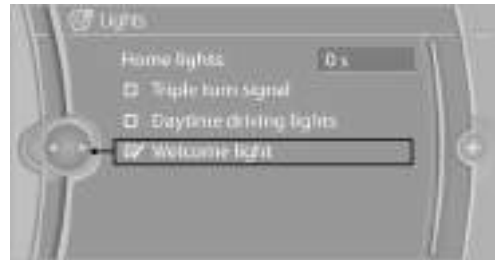 Lights
Home lights 0 s
Triple turn signal
Daytime driving lights
Welcome light